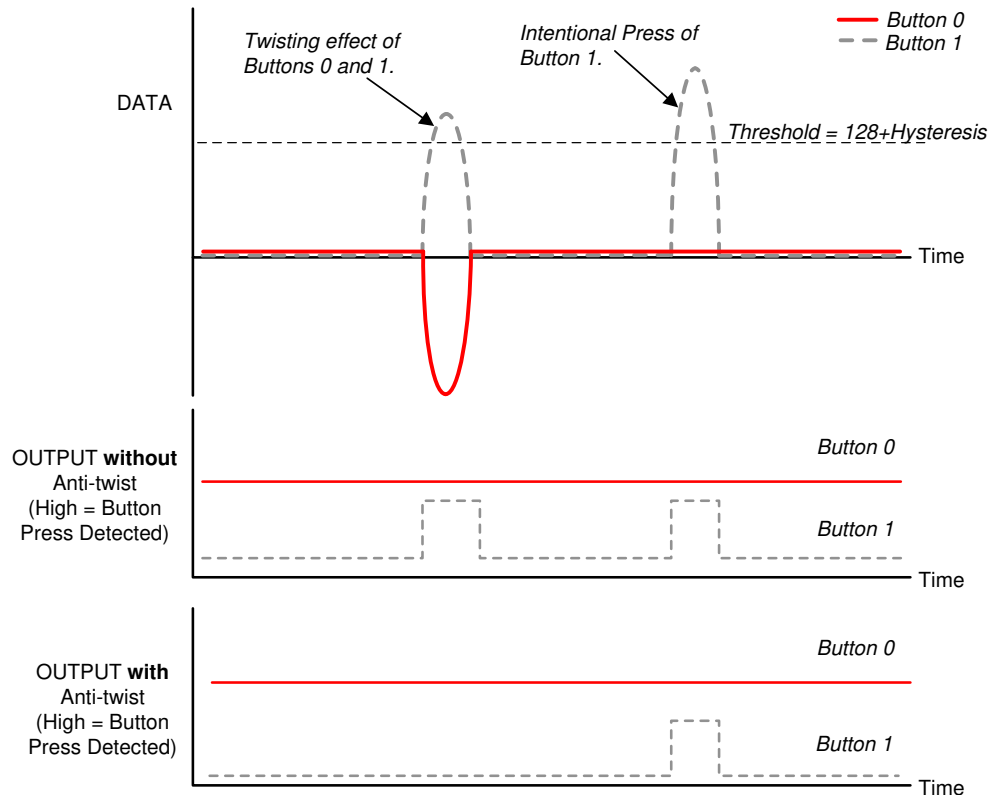 Twisting effect of
Buttons 0 and 1.
Intentional Press of
Button 1.
Button 0
Button 1
DATA
Threshold = 128+Hysteresis
Time
OUTPUT without
Anti-twist
(High = Button
Press Detected)
Button 0
Button 1
Time
OUTPUT with
Anti-twist
(High = Button
Press Detected)
Button 0
Button 1
Time